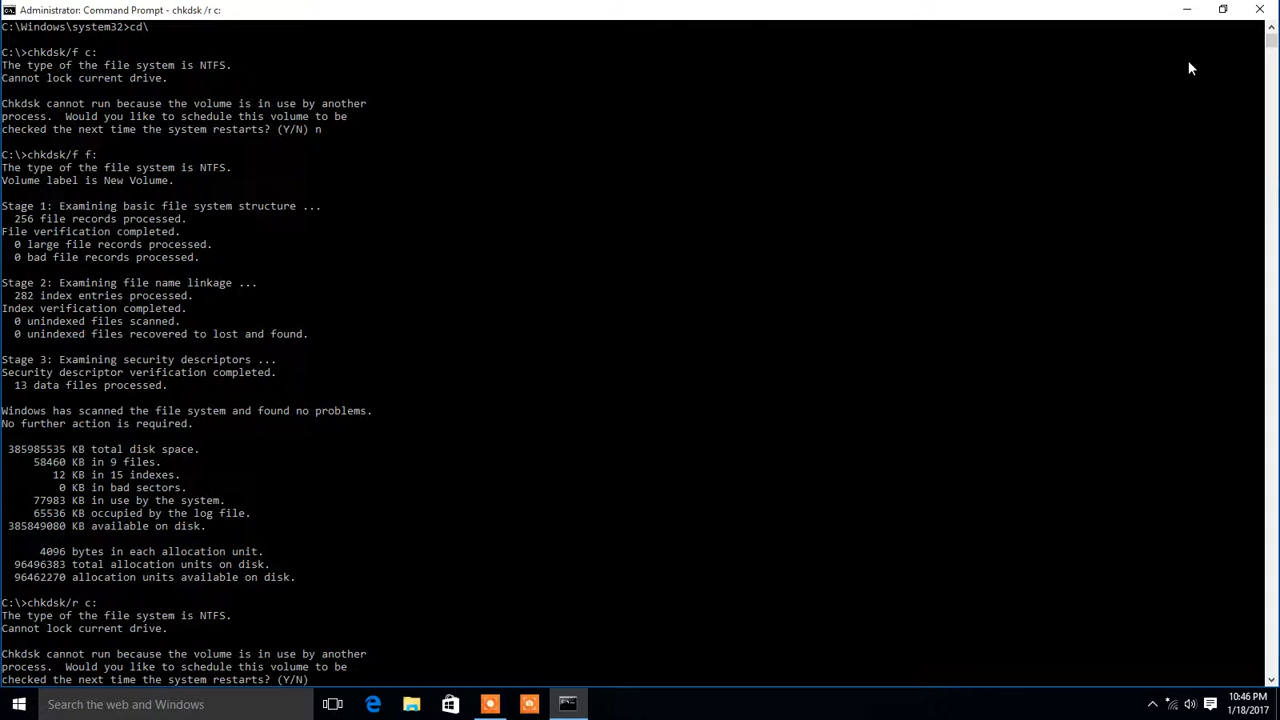 Administrator: Command Prompt - chkdsk /r c:
C:\Windows\system32>cd\
C:\>chkdsk/f c:
The type of the file system is NTFS.
Cannot lock current drive.
Chkdsk cannot run because the volume is in use by another
process.  Would you like to schedule this volume to be
checked the next time the system restarts? (Y/N) n
C:\>chkdsk/f f:
The type of the file system is NTFS.
Volume label is New Volume.
Stage 1: Examining basic file system structure ...
256 file records processed.
File verification completed.
0 large file records processed.
0 bad file records processed.
Stage 2: Examining file name linkage ...
282 index entries processed.
Index verification completed.
0 unindexed files scanned.
0 unindexed files recovered to lost and found.
Stage 3: Examining security descriptors ...
Security descriptor verification completed.
13 data files processed.
Windows has scanned the file system and found no problems.
No further action is required.
385985535 KB total disk space.
58460 KB in 9 files.
12 KB in 15 indexes.
0 KB in bad sectors.
77983 KB in use by the system.
65536 KB occupied by the log file.
385849080 KB available on disk.
4096 bytes in each allocation unit.
96496383 total allocation units on disk.
96462270 allocation units available on disk.
C:\>chkdsk/r c:
The type of the file system is NTFS.
Cannot lock current drive.
Chkdsk cannot run because the volume is in use by another
process.  Would you like to schedule this volume to be
checked the next time the system restarts? (Y/N)
Search the web and Windows
10:46 PM
1/18/2017